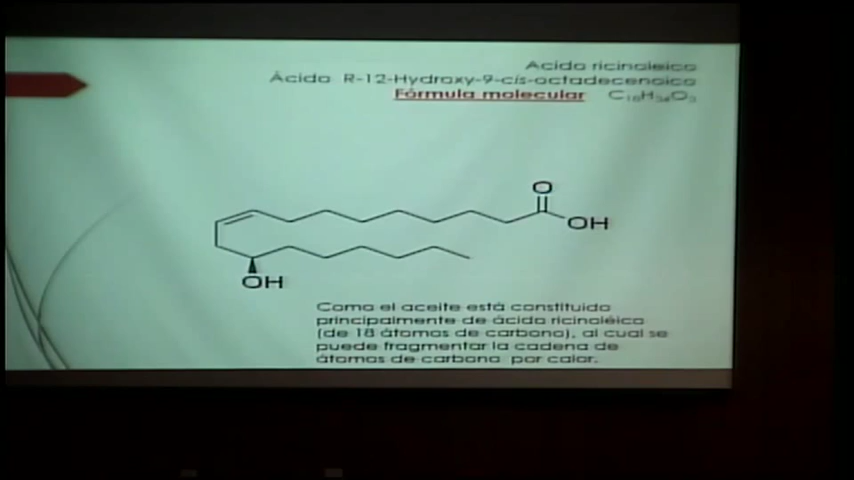 Acido ricinoleico
Ácido R-12-Hydroxy-9-cis-octadecenoico
Fórmula molecular C₁₈H₃₄O₃
O
OH
OH
Como el aceite está constituido
principalmente de ácido ricinoléico
(de 18 átomos de carbono), al cual se
puede fragmentar la cadena de
átomos de carbono por calor.